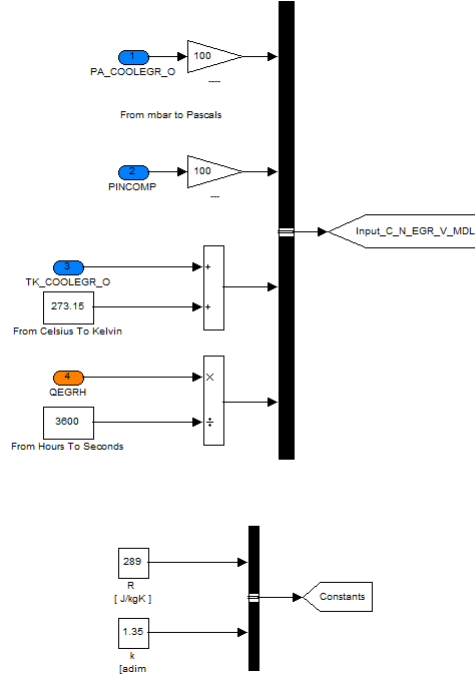 1
100
PA_COOLEGR_O
----
From mbar to Pascals
2
100
PINCOMP
---
Input_C_N_EGR_V_MDL
3
+
TK_COOLEGR_O
273.15
+
From Celsius To Kelvin
4
×
QEGRH
3600
÷
From Hours To Seconds
289
R
[ J/kgK ]
Constants
1.35
k
[adim